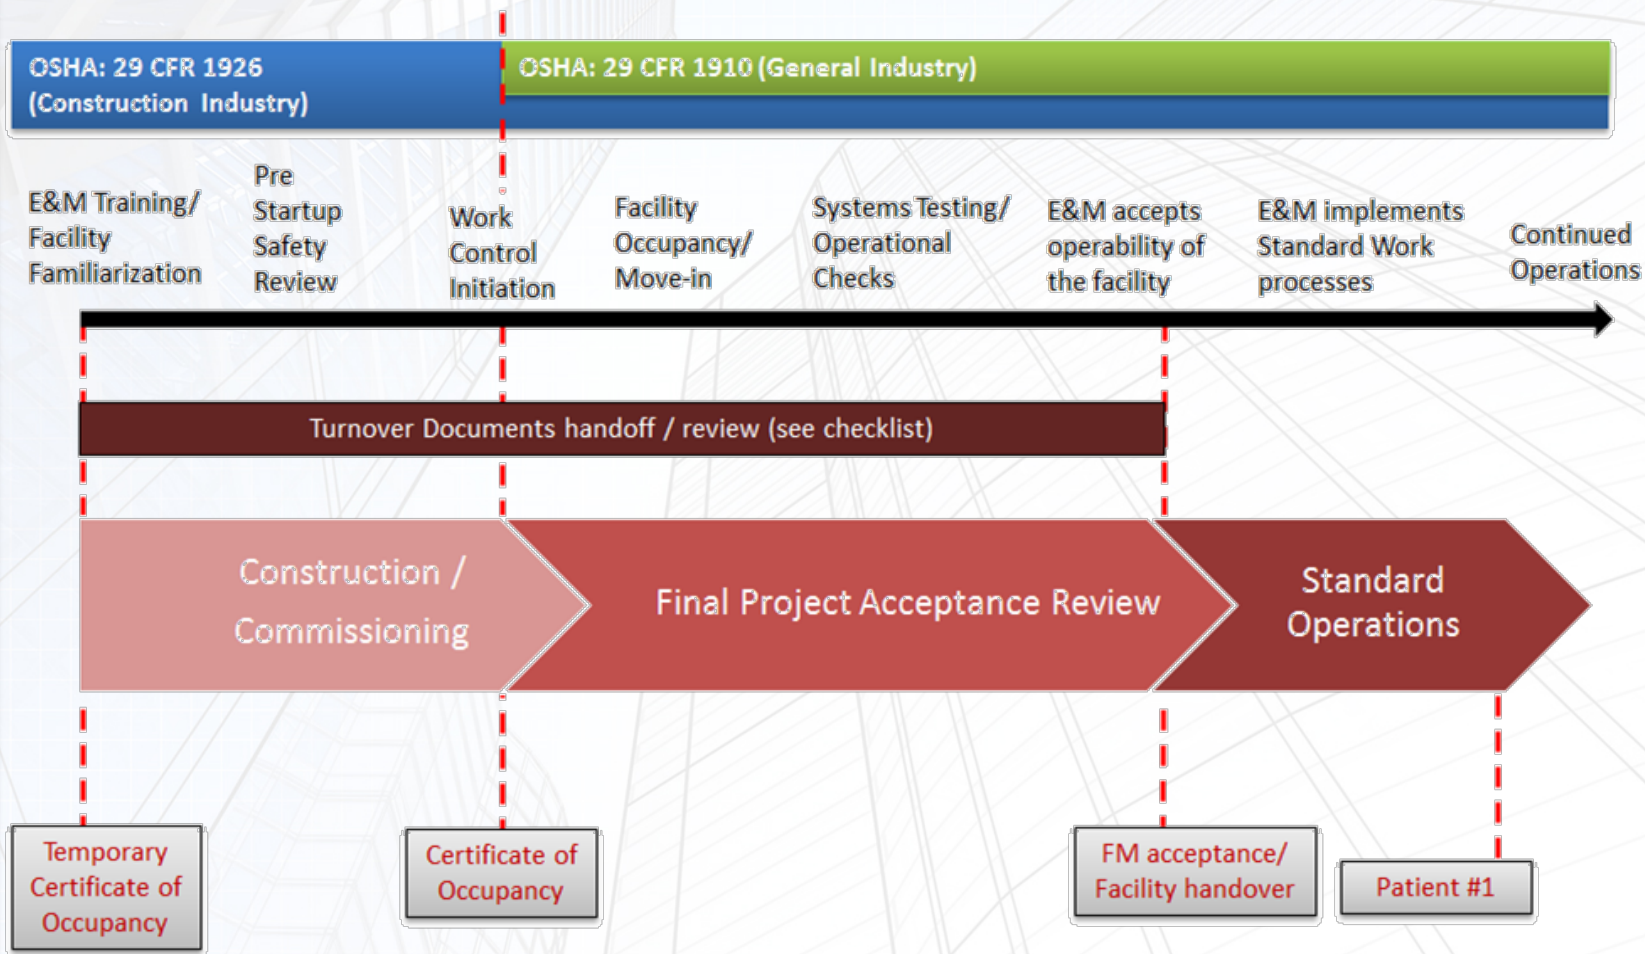 OSHA: 29 CFR 1926
(Construction Industry)
OSHA: 29 CFR 1910 (General Industry)
E&M Training/
Facility
Familiarization
Pre
Startup
Safety
Review
Work
Control
Initiation
Facility
Occupancy/
Move-in
Systems Testing/
Operational
Checks
E&M accepts
operability of
the facility
E&M implements
Standard Work
processes
Continued
Operations
Turnover Documents handoff / review (see checklist)
Construction /
Commissioning
Final Project Acceptance Review
Standard
Operations
Temporary
Certificate of
Occupancy
Certificate of
Occupancy
FM acceptance/
Facility handover
Patient #1